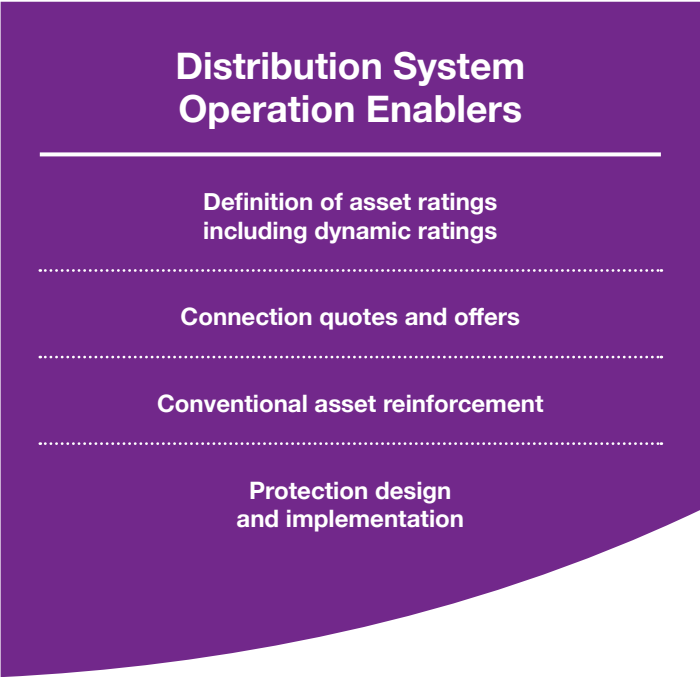 Distribution System
Operation Enablers
Definition of asset ratings
including dynamic ratings
Connection quotes and offers
Conventional asset reinforcement
Protection design
and implementation